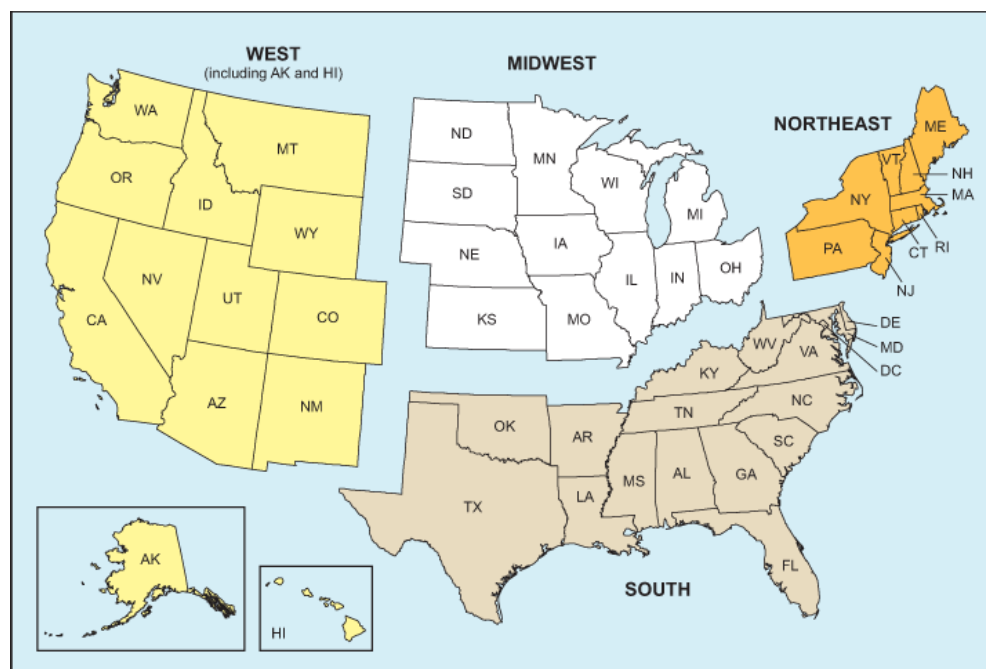 WEST
(including AK and HI)
MIDWEST
NORTHEAST
WA
MT
ND
MN
ME
VT
NH
OR
ID
SD
WI
MI
NY
MA
WY
RI
NE
IA
PA
CT
NV
UT
IL
IN
OH
NJ
CA
CO
KS
MO
DE
WV
VA
MD
KY
DC
AZ
NM
OK
AR
TN
NC
SC
TX
LA
MS
AL
GA
AK
FL
SOUTH
HI